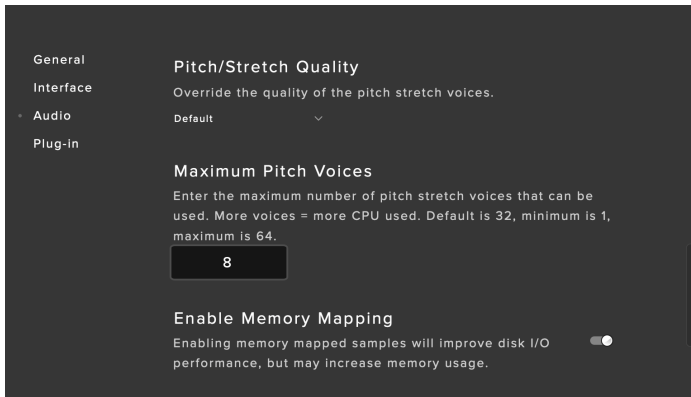 General
Interface
Audio
Plug-in
Pitch/Stretch Quality
Override the quality of the pitch stretch voices.
Default
Maximum Pitch Voices
Enter the maximum number of pitch stretch voices that can be
used. More voices = more CPU used. Default is 32, minimum is 1,
maximum is 64.
8
Enable Memory Mapping
Enabling memory mapped samples will improve disk I/O
performance, but may increase memory usage.